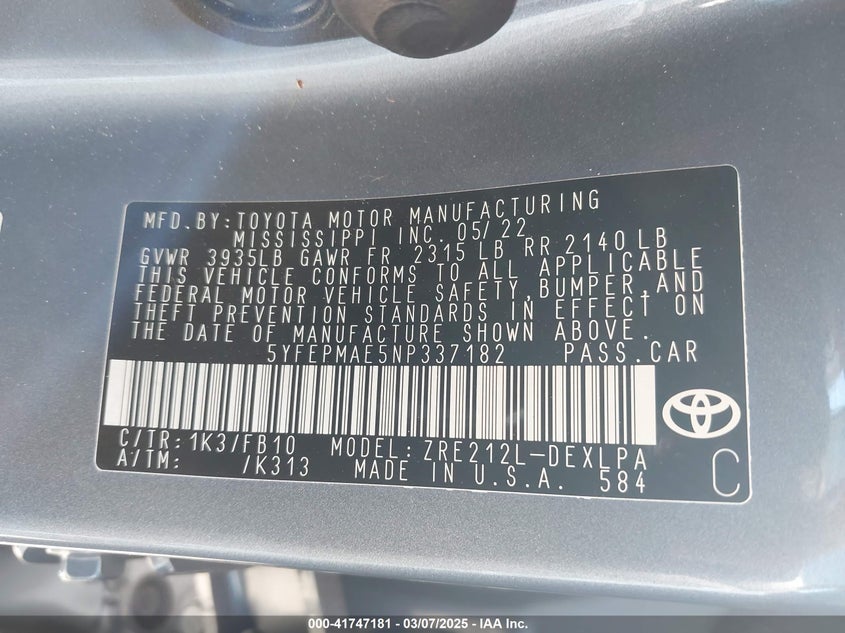 MFD.BY:TOYOTA MOTOR MANUFACTURING
MISSISSIPPI INC. 05/22
GVWR 3935LB GAWR FR 2315 LB RR 2140 LB
THIS VEHICLE CONFORMS TO ALL APPLICABLE
FEDERAL MOTOR VEHICLE SAFETY,BUMPER,AND
THEFT PREVENTION STANDARDS IN EFFECT ON
THE DATE OF MANUFACTURE SHOWN ABOVE.
5YFEPMAE5NP337182 PASS.CAR
C/TR:1K3/FB10 MODEL:ZRE212L-DEXLPA
A/TM: /K313 MADE IN U.S.A. 584
C
000-41747181 - 03/07/2025 - IAA Inc.